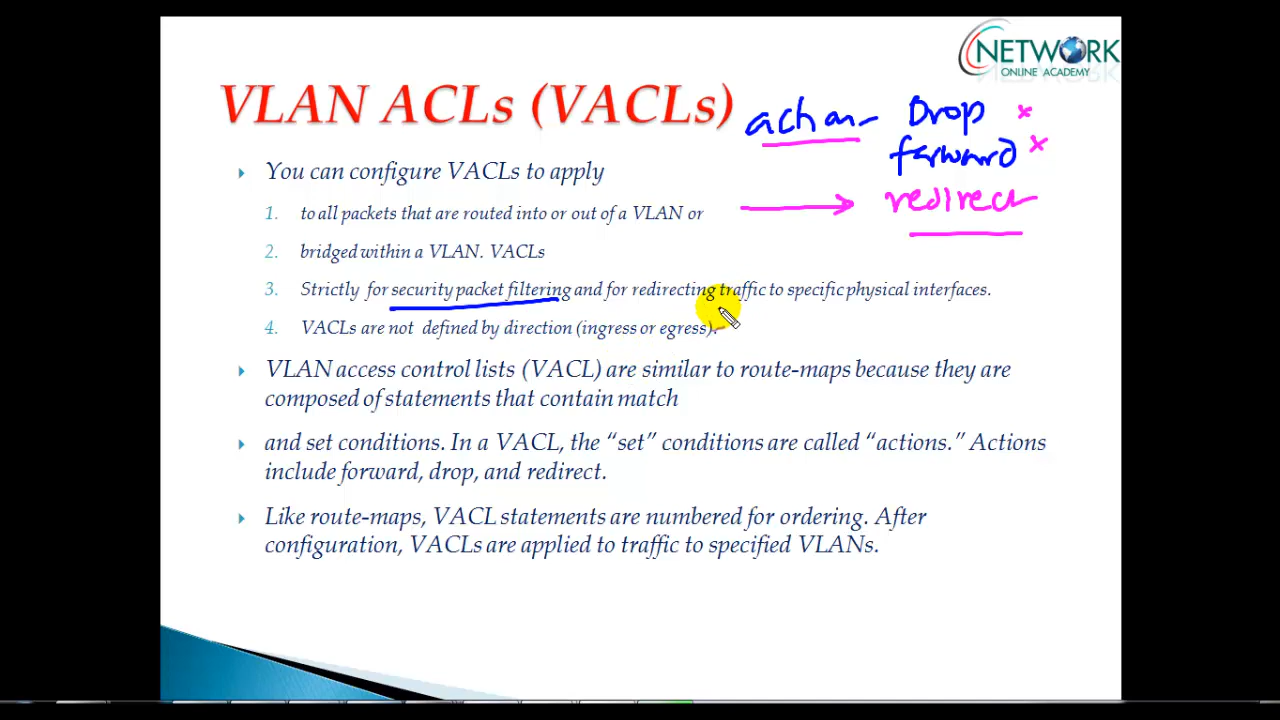 NETWORK
ONLINE ACADEMY
VLAN ACLs (VACLs)
action - Drop x
forward x
redirect
You can configure VACLs to apply
1. to all packets that are routed into or out of a VLAN or
2. bridged within a VLAN. VACLs
3. Strictly for security packet filtering and for redirecting traffic to specific physical interfaces.
4. VACLs are not defined by direction (ingress or egress).
VLAN access control lists (VACL) are similar to route-maps because they are
composed of statements that contain match
and set conditions. In a VACL, the “set” conditions are called “actions.” Actions
include forward, drop, and redirect.
Like route-maps, VACL statements are numbered for ordering. After
configuration, VACLs are applied to traffic to specified VLANs.